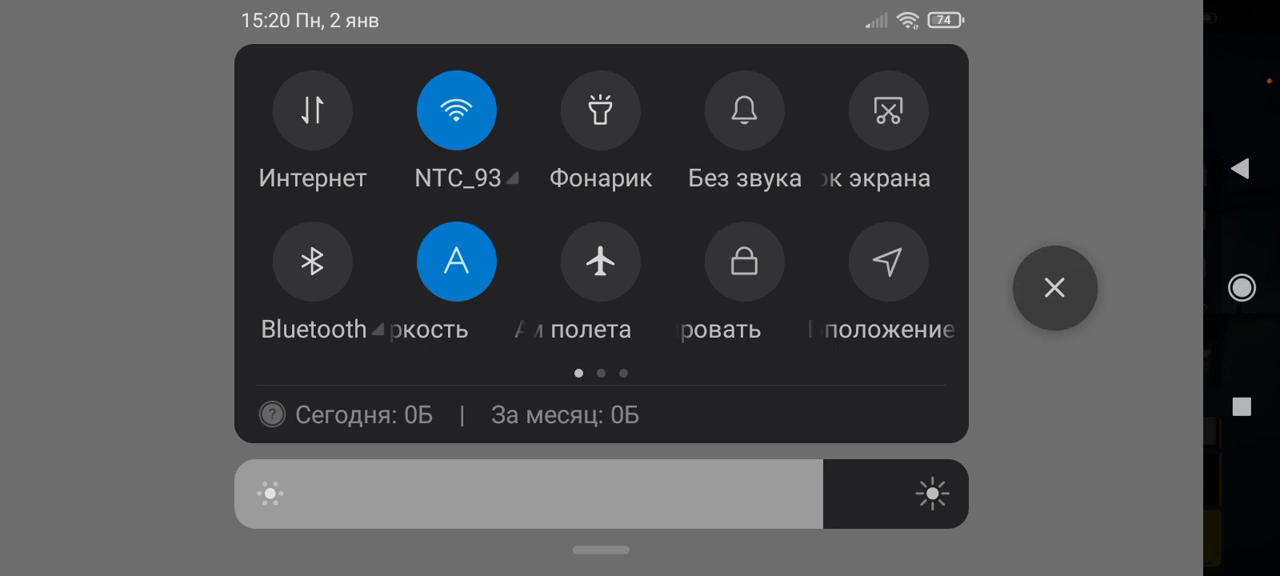 15:20 Пн, 2 янв
74
Интернет
NTC_93
Фонарик
Без звука
к экрана
Bluetooth
ркость
полета
ровать
положение
Сегодня: 0Б | За месяц: 0Б